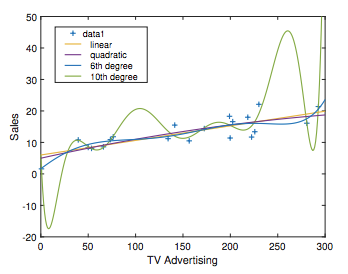 50
40
30
20
10
0
-10
-20
Sales
data1
linear
quadratic
6th degree
10th degree
0 50 100 150 200 250 300
TV Advertising